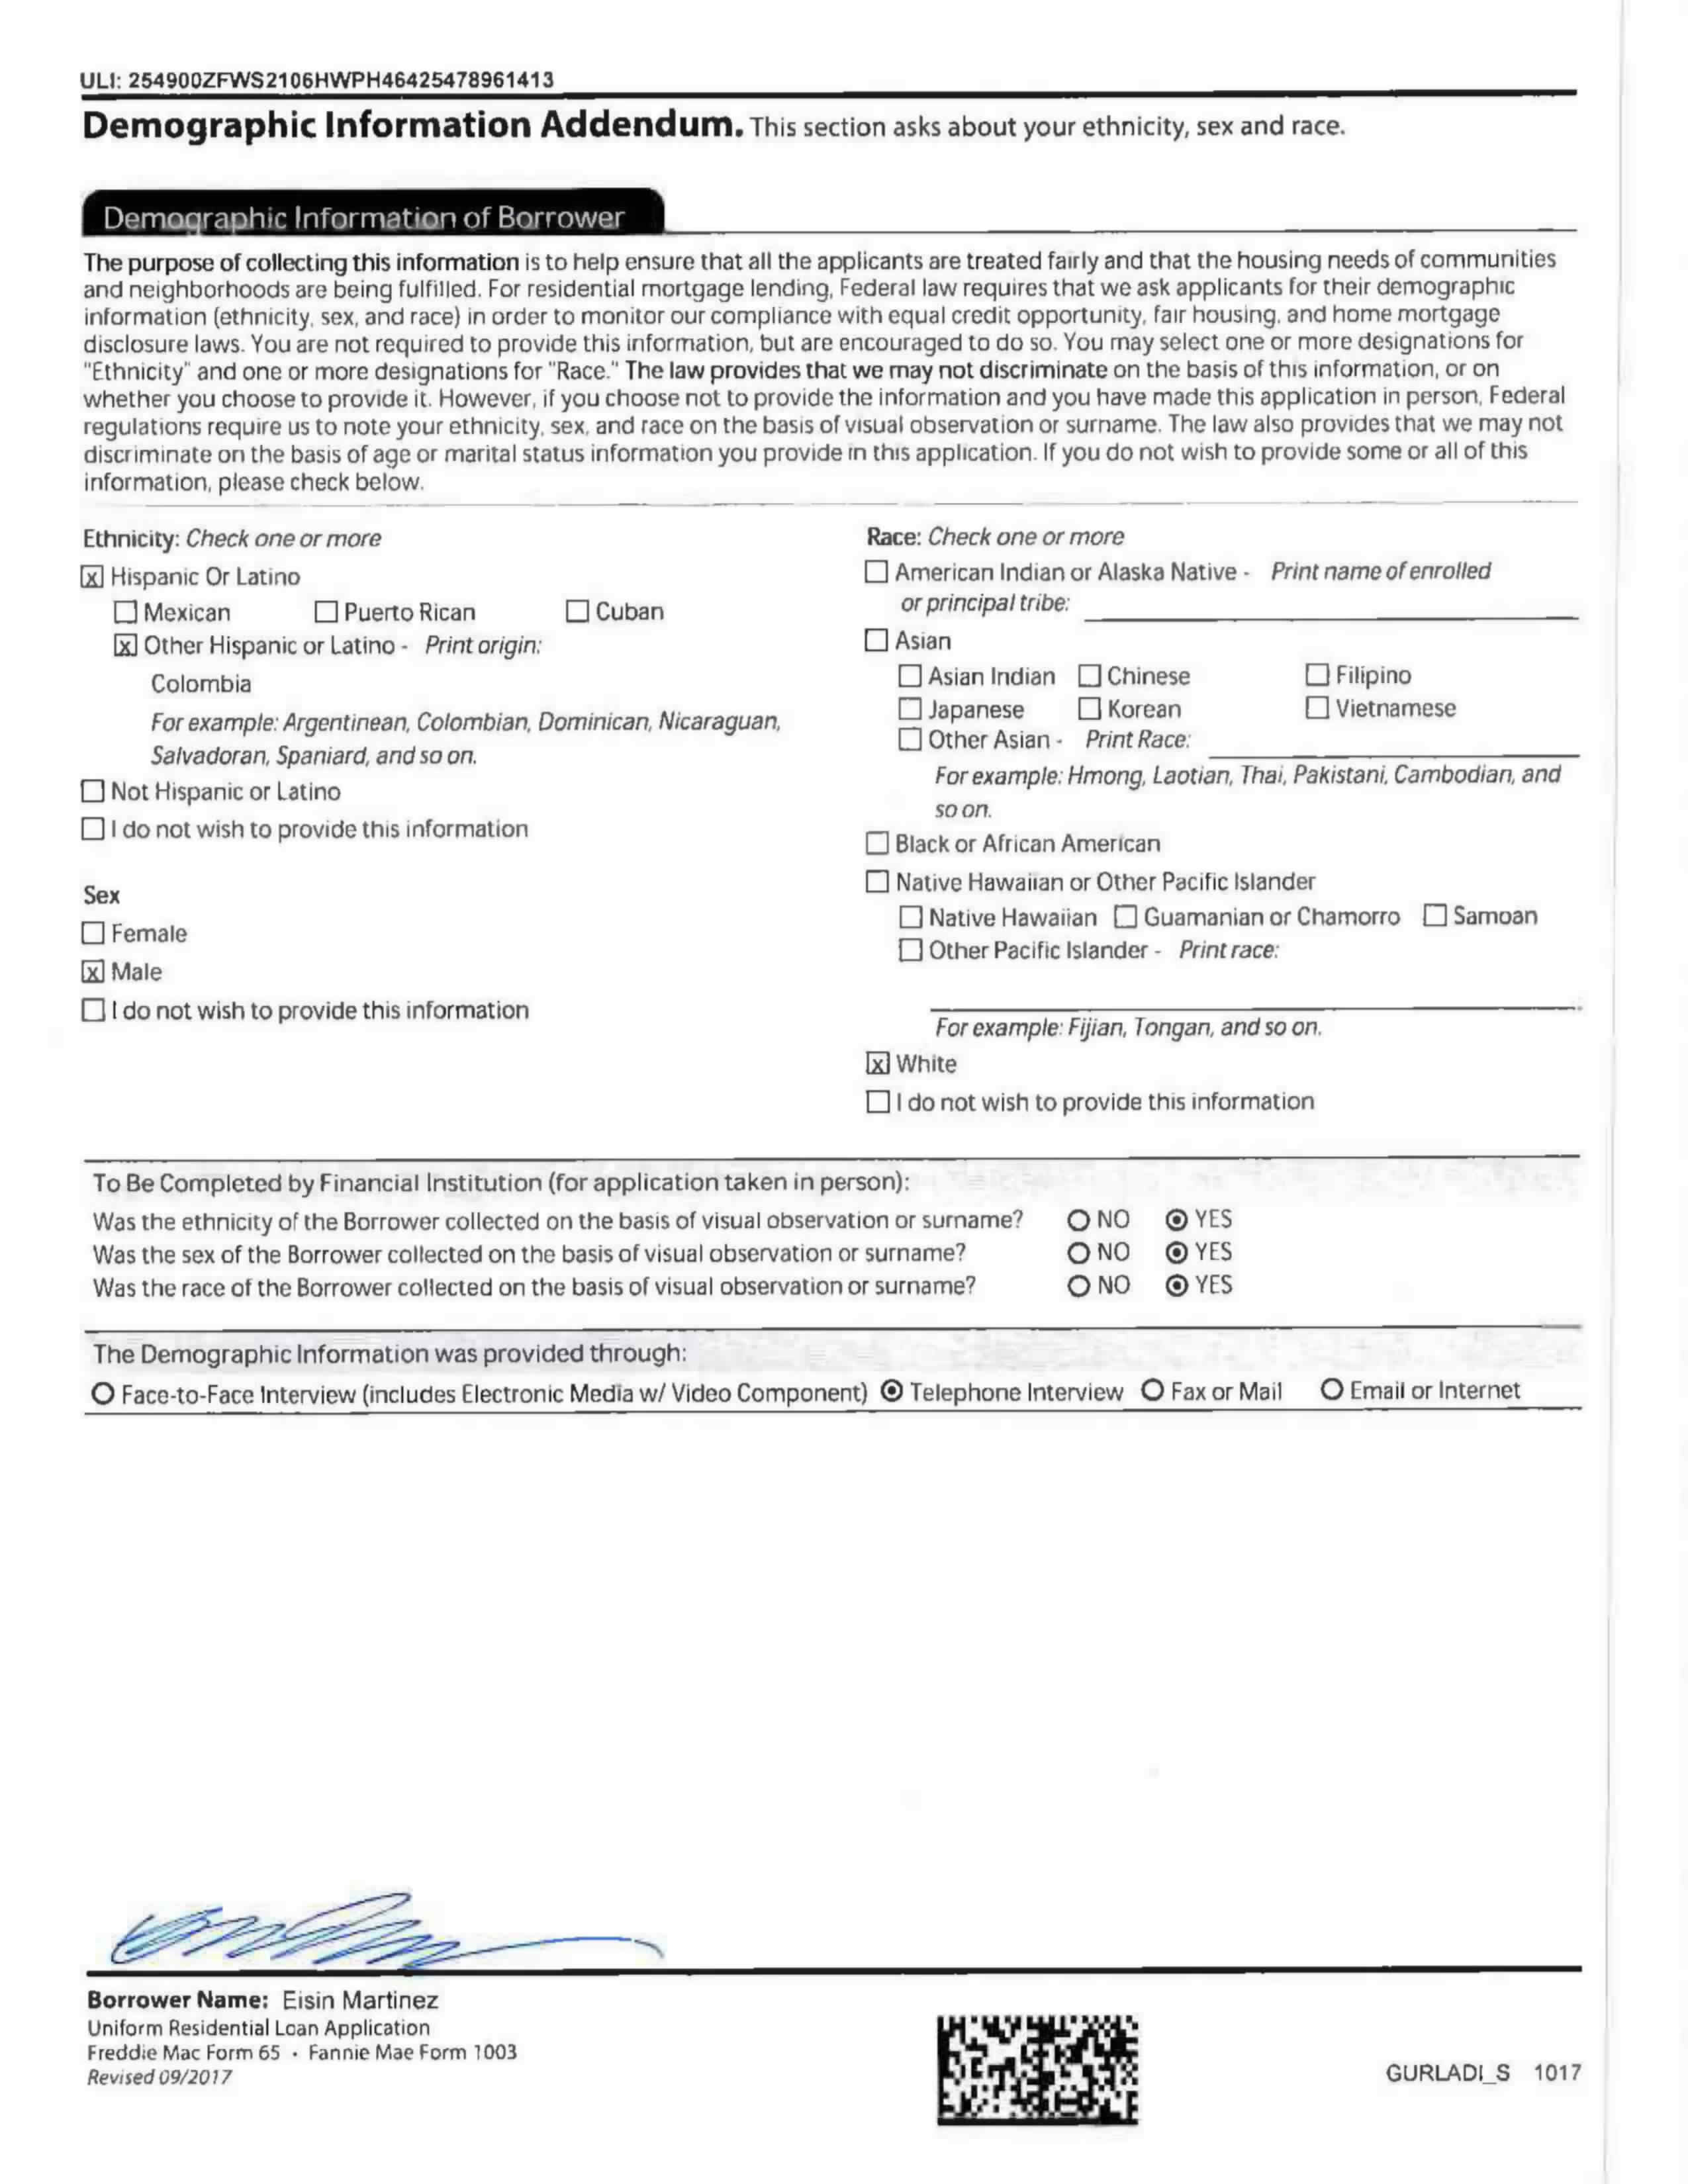 ULI: 254900ZFWS2106HWPH46425478961413
Demographic Information Addendum. This section asks about your ethnicity, sex and race.
Demographic Information of Borrower
The purpose of collecting this information is to help ensure that all the applicants are treated fairly and that the housing needs of communities
and neighborhoods are being fulfilled. For residential mortgage lending, Federal law requires that we ask applicants for their demographic
information (ethnicity, sex, and race) in order to monitor our compliance with equal credit opportunity, fair housing, and home mortgage
disclosure laws. You are not required to provide this information, but are encouraged to do so. You may select one or more designations for
"Ethnicity" and one or more designations for "Race." The law provides that we may not discriminate on the basis of this information, or on
whether you choose to provide it. However, if you choose not to provide the information and you have made this application in person, Federal
regulations require us to note your ethnicity, sex, and race on the basis of visual observation or surname. The law also provides that we may not
discriminate on the basis of age or marital status information you provide in this application. If you do not wish to provide some or all of this
information, please check below.
Ethnicity: Check one or more
[x] Hispanic Or Latino
☐ Mexican ☐ Puerto Rican ☐ Cuban
[x] Other Hispanic or Latino - Print origin:
Colombia
For example: Argentinean, Colombian, Dominican, Nicaraguan,
Salvadoran, Spaniard, and so on.
☐ Not Hispanic or Latino
☐ I do not wish to provide this information
Sex
☐ Female
[x] Male
☐ I do not wish to provide this information
Race: Check one or more
☐ American Indian or Alaska Native - Print name of enrolled
or principal tribe:
☐ Asian
☐ Asian Indian ☐ Chinese ☐ Filipino
☐ Japanese ☐ Korean ☐ Vietnamese
☐ Other Asian - Print Race:
For example: Hmong, Laotian, Thai, Pakistani, Cambodian, and
so on.
☐ Black or African American
☐ Native Hawaiian or Other Pacific Islander
☐ Native Hawaiian ☐ Guamanian or Chamorro ☐ Samoan
☐ Other Pacific Islander - Print race:
For example: Fijian, Tongan, and so on.
[x] White
☐ I do not wish to provide this information
To Be Completed by Financial Institution (for application taken in person):
Was the ethnicity of the Borrower collected on the basis of visual observation or surname? ○ NO ◉ YES
Was the sex of the Borrower collected on the basis of visual observation or surname? ○ NO ◉ YES
Was the race of the Borrower collected on the basis of visual observation or surname? ○ NO ◉ YES
The Demographic Information was provided through:
○ Face-to-Face Interview (includes Electronic Media w/ Video Component) ◉ Telephone Interview ○ Fax or Mail ○ Email or Internet
Borrower Name: Eisin Martinez
Uniform Residential Loan Application
Freddie Mac Form 65 · Fannie Mae Form 1003
Revised 09/2017
GURLADI_S 1017